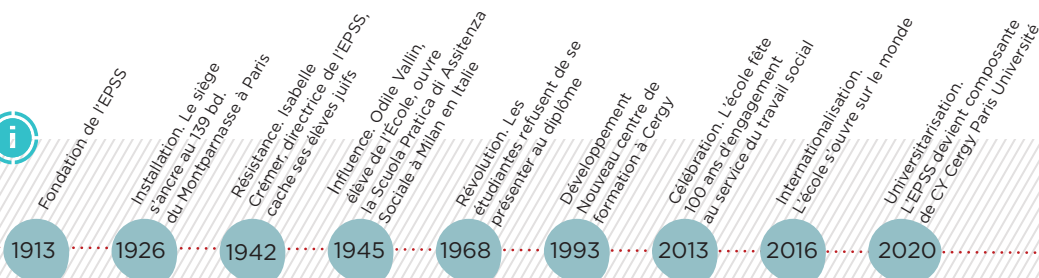 i
Fondation de l'EPSS
Installation. Le siège
s'ancre au 139 bd.
du Montparnasse à Paris
Résistance. Isabelle
Crémer, directrice de l'EPSS,
cache ses élèves juifs
Influence. Odile Vallin,
élève de l'École, ouvre
la Scuola Pratica di Assitenza
Sociale à Milan en Italie
Révolution. Les
étudiantes refusent de se
présenter au diplôme
Développement
Nouveau centre de
formation à Cergy
Célébration. L'école fête
100 ans d'engagement
au service du travail social
Internationalisation.
L'école s'ouvre sur le monde
Universitarisation.
L'EPSS devient composante
de CY Cergy Paris Université
1913
1926
1942
1945
1968
1993
2013
2016
2020